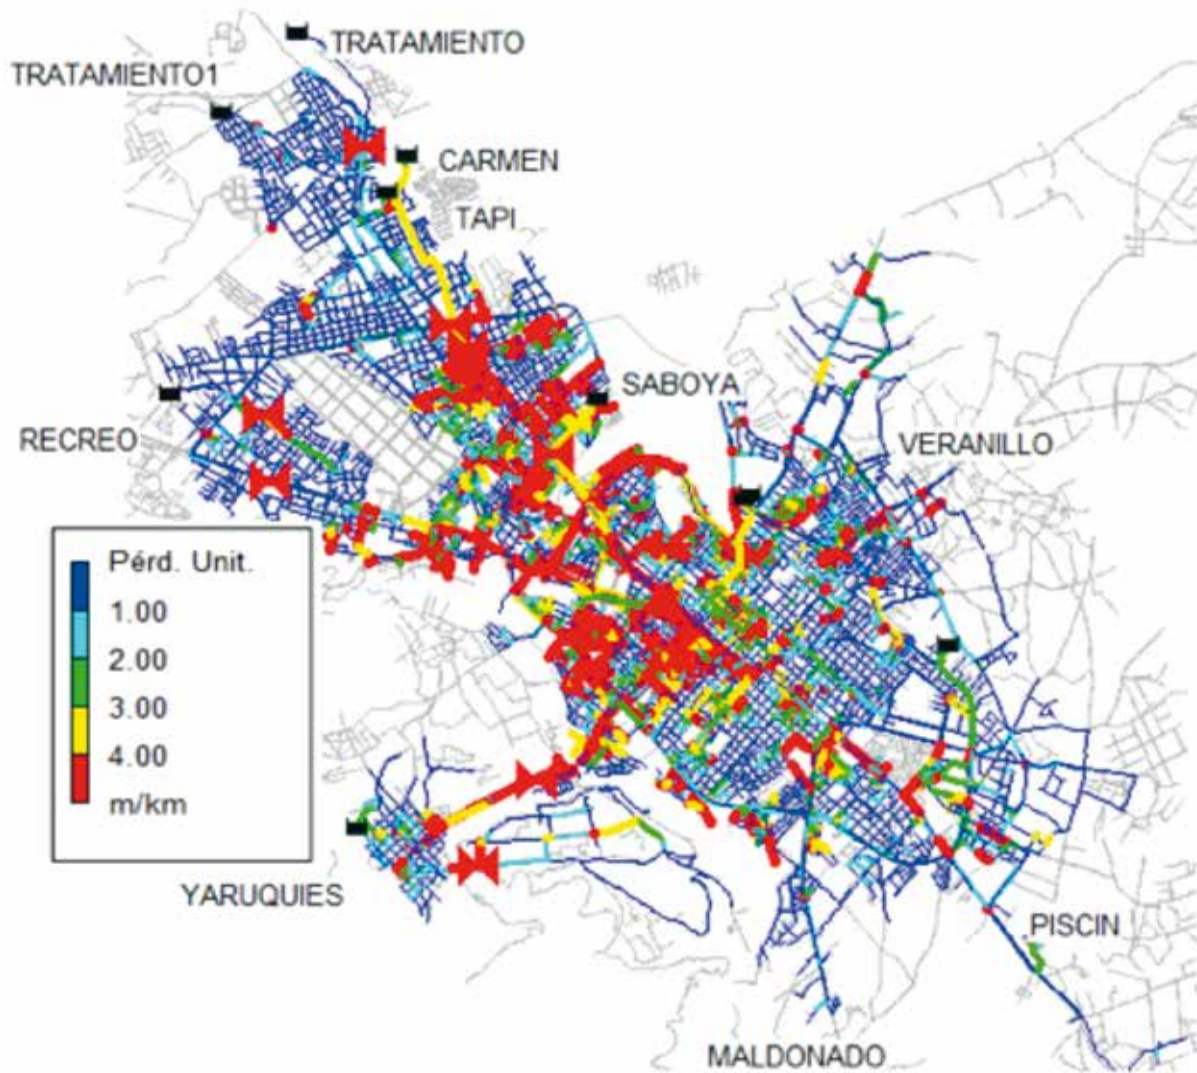 TRATAMIENTO
TRATAMIENTO1
CARMEN
TAPI
SABOYA
RECREO
VERANILLO
Pérd. Unit.
1.00
2.00
3.00
4.00
m/km
YARUQUIES
PISCIN
MALDONADO